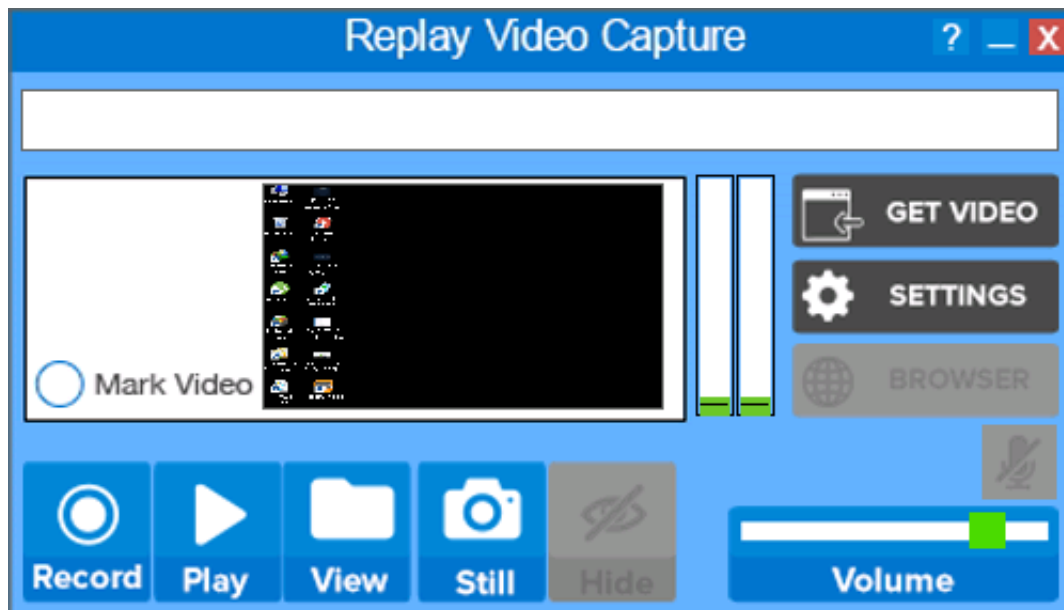 Replay Video Capture ? _ X
GET VIDEO
SETTINGS
BROWSER
Mark Video
Record Play View Still Hide
Volume